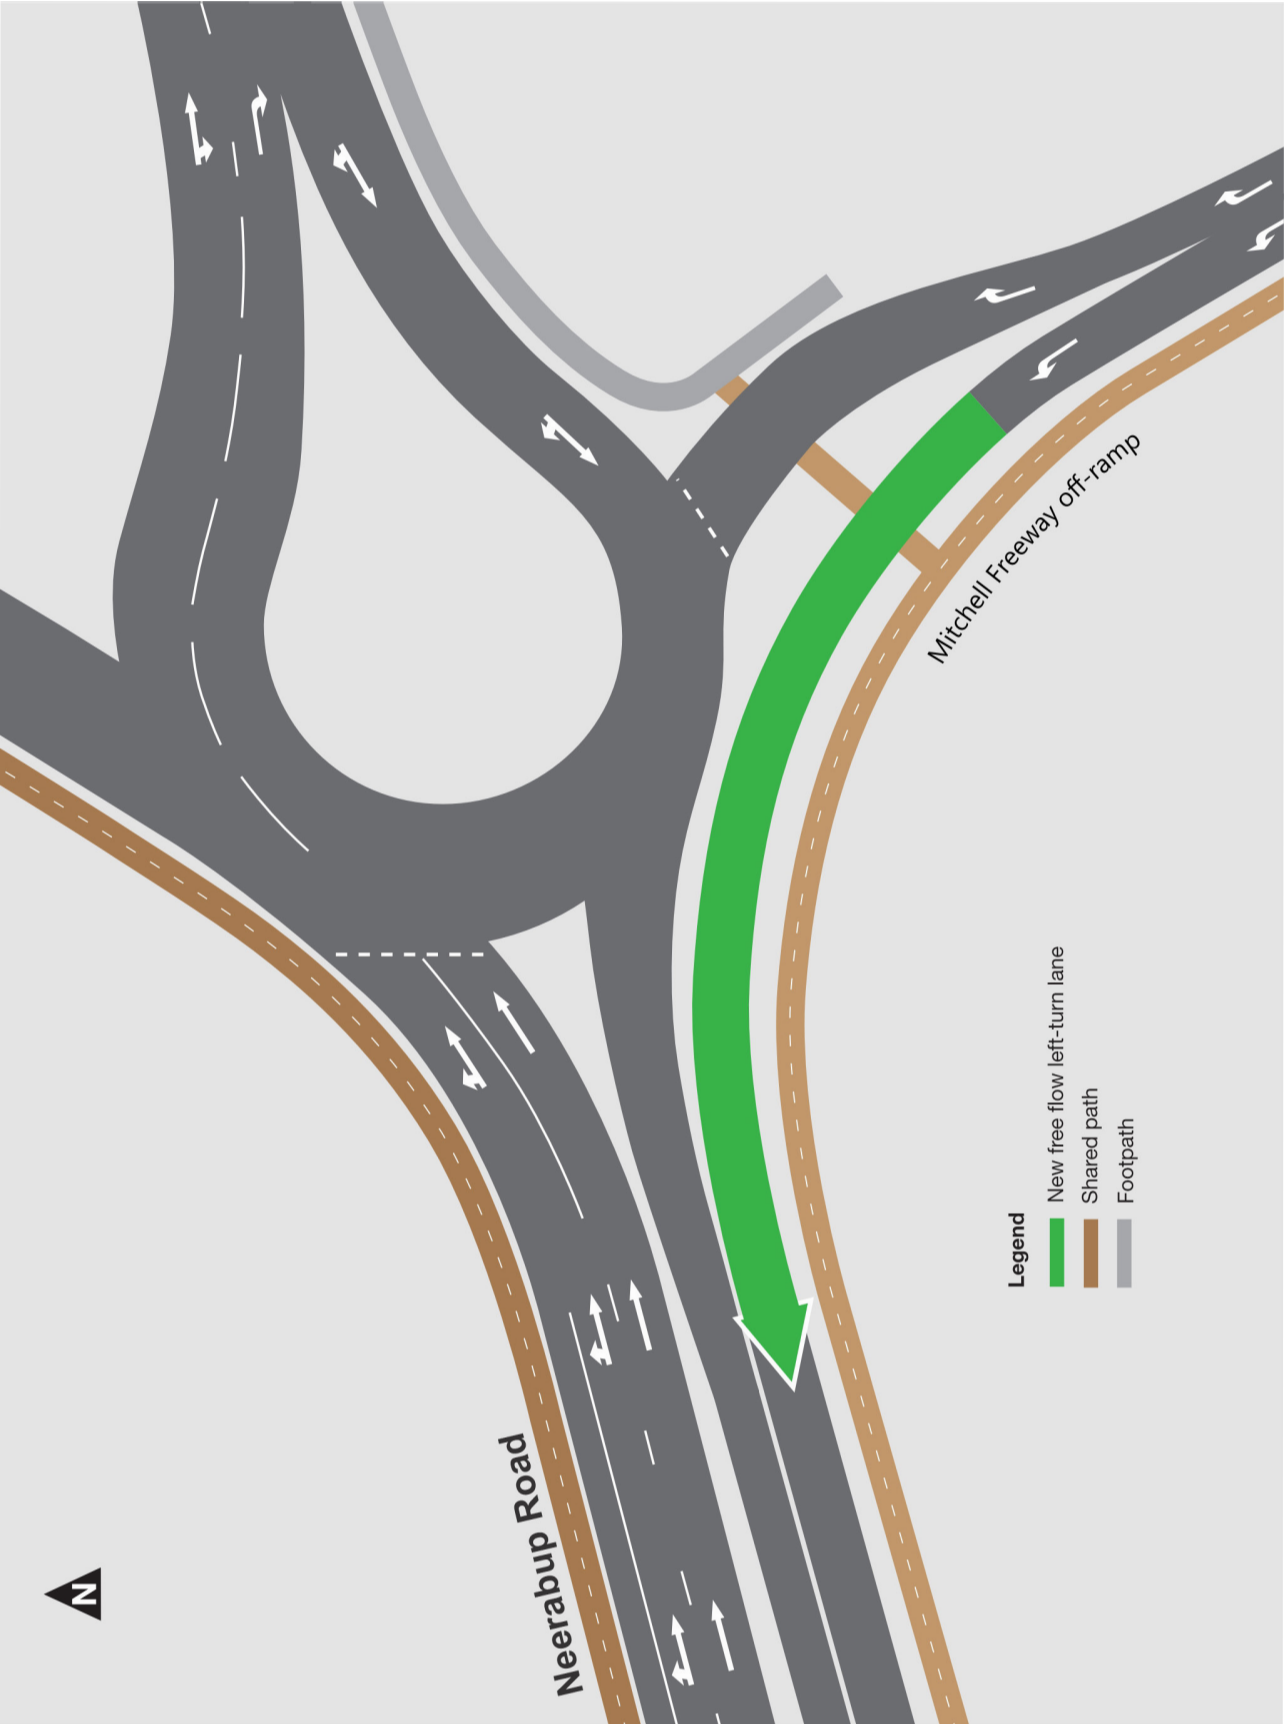 N
Neerabup Road
Mitchell Freeway off-ramp
Legend
New free flow left-turn lane
Shared path
Footpath